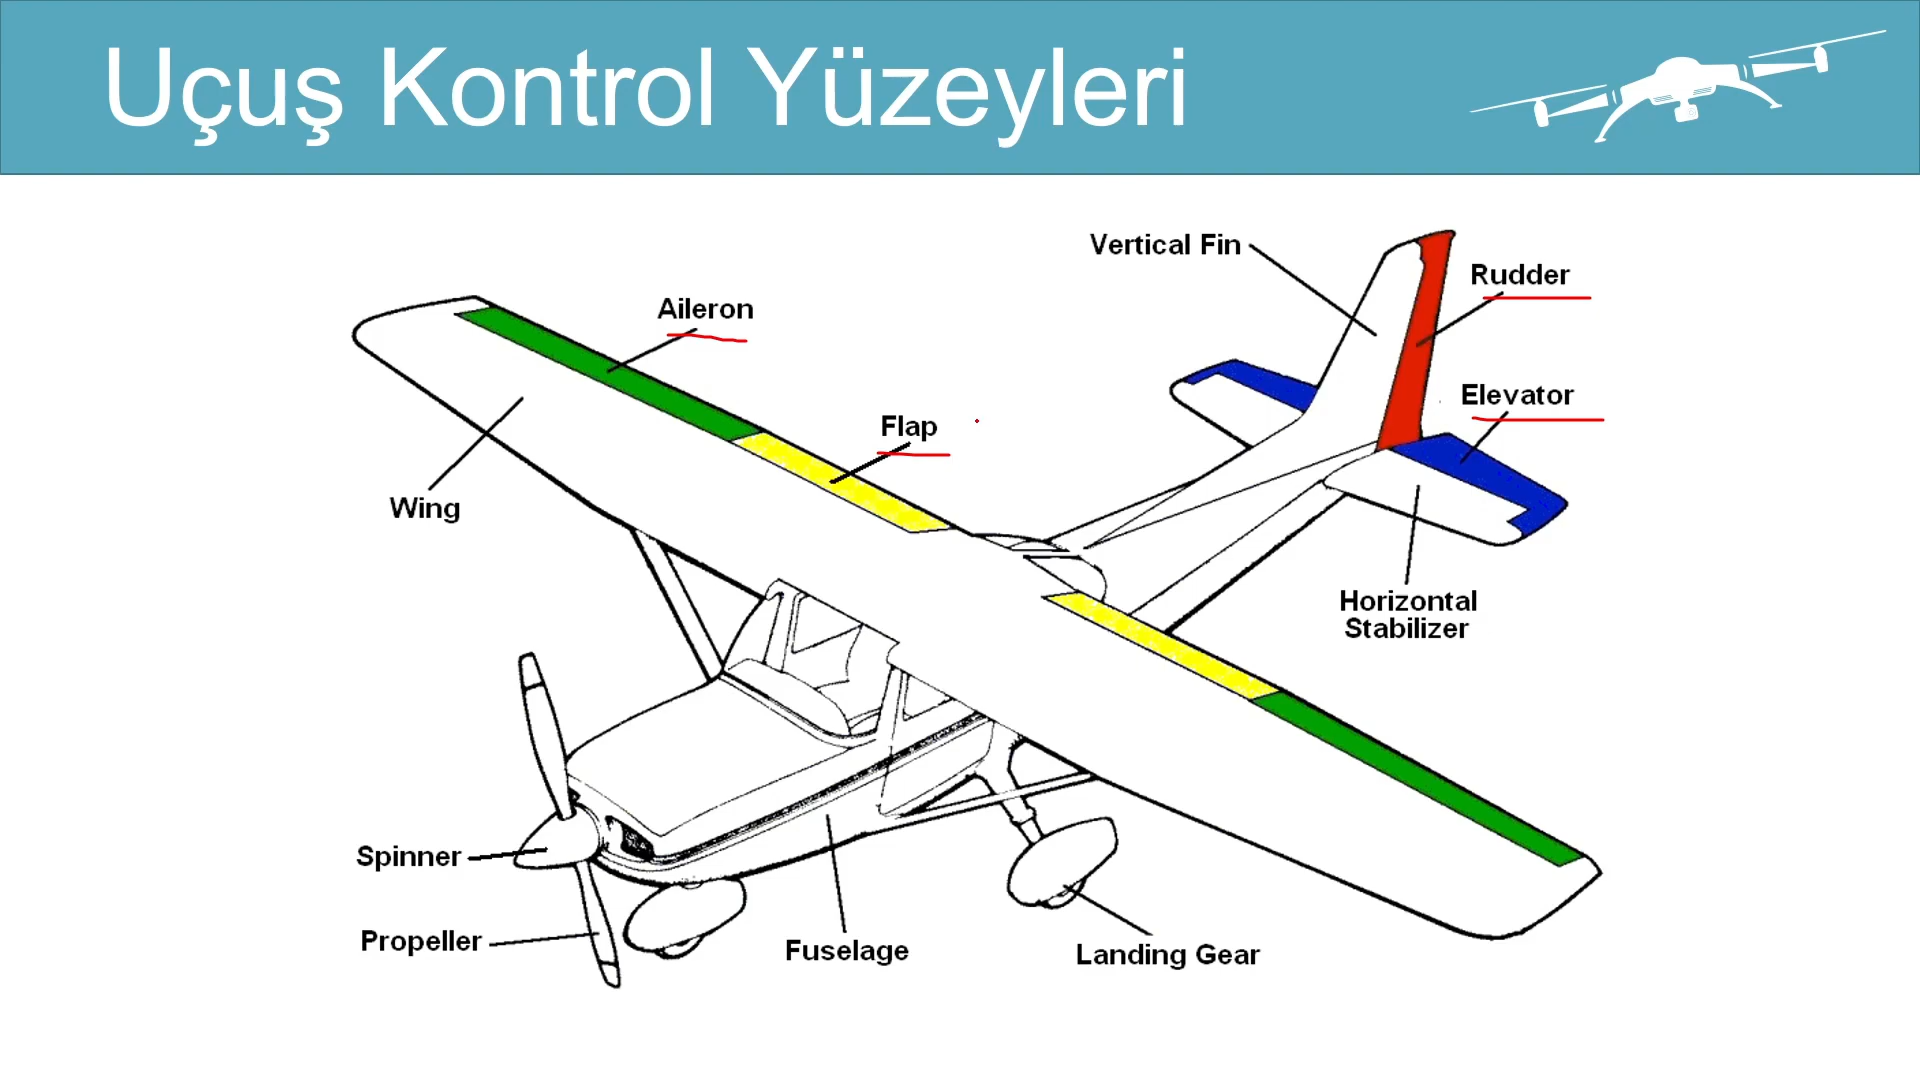 Uçuş Kontrol Yüzeyleri
Vertical Fin
Rudder
Aileron
Elevator
Flap
Wing
Horizontal
Stabilizer
Spinner
Propeller
Fuselage
Landing Gear